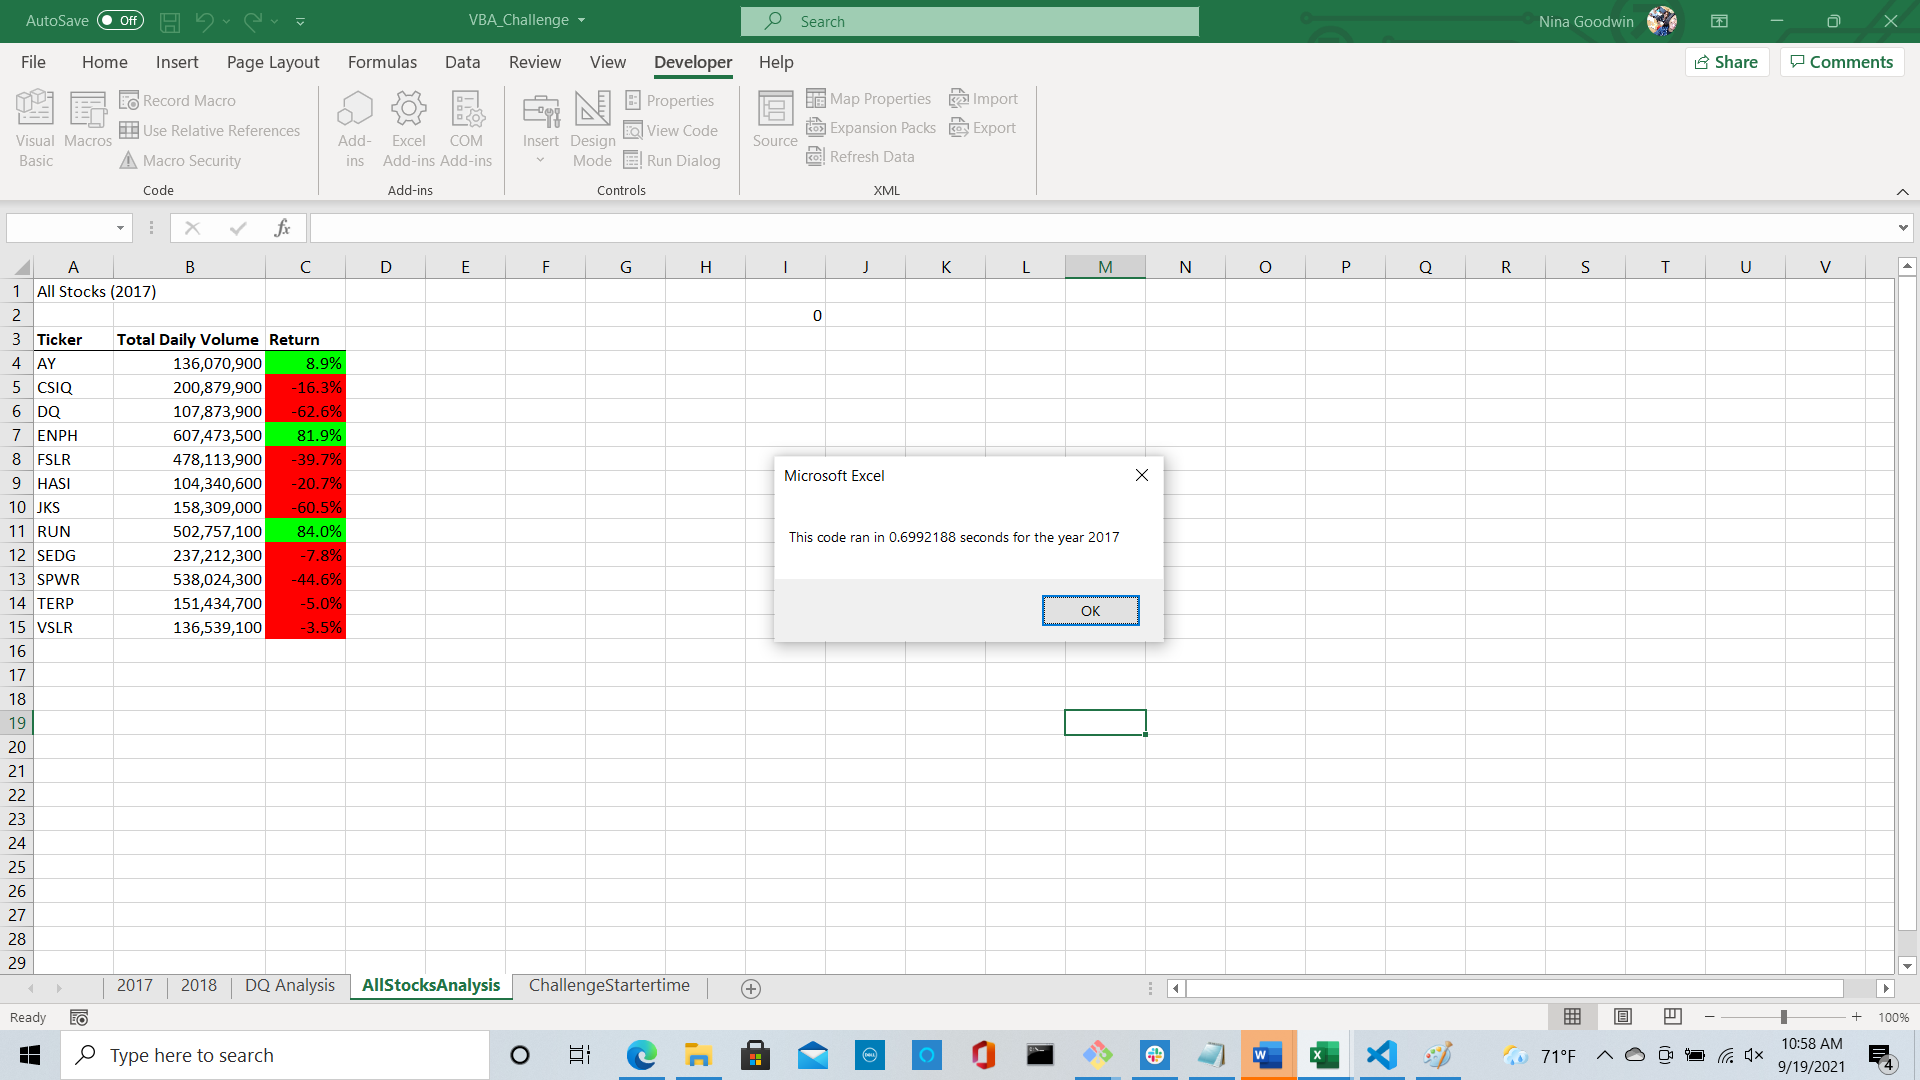 AutoSave Off VBA_Challenge Search Nina Goodwin
File Home Insert Page Layout Formulas Data Review View Developer Help Share Comments
Visual Basic
Macros
Record Macro
Use Relative References
Macro Security
Code
Add-ins
Excel Add-ins
COM Add-ins
Add-ins
Insert
Design Mode
Properties
View Code
Run Dialog
Controls
Source
Map Properties
Expansion Packs
Refresh Data
Import
Export
XML
fx
A B C D E F G H I J K L M N O P Q R S T U V
1 All Stocks (2017)
2 0
3 Ticker Total Daily Volume Return
4 AY 136,070,900 8.9%
5 CSIQ 200,879,900 -16.3%
6 DQ 107,873,900 -62.6%
7 ENPH 607,473,500 81.9%
8 FSLR 478,113,900 -39.7%
9 HASI 104,340,600 -20.7%
10 JKS 158,309,000 -60.5%
11 RUN 502,757,100 84.0%
12 SEDG 237,212,300 -7.8%
13 SPWR 538,024,300 -44.6%
14 TERP 151,434,700 -5.0%
15 VSLR 136,539,100 -3.5%
16
17
18
19
20
21
22
23
24
25
26
27
28
29
Microsoft Excel
This code ran in 0.6992188 seconds for the year 2017
OK
2017 2018 DQ Analysis AllStocksAnalysis ChallengeStartertime
Ready 100%
Type here to search
DELL
71°F
10:58 AM
9/19/2021
4